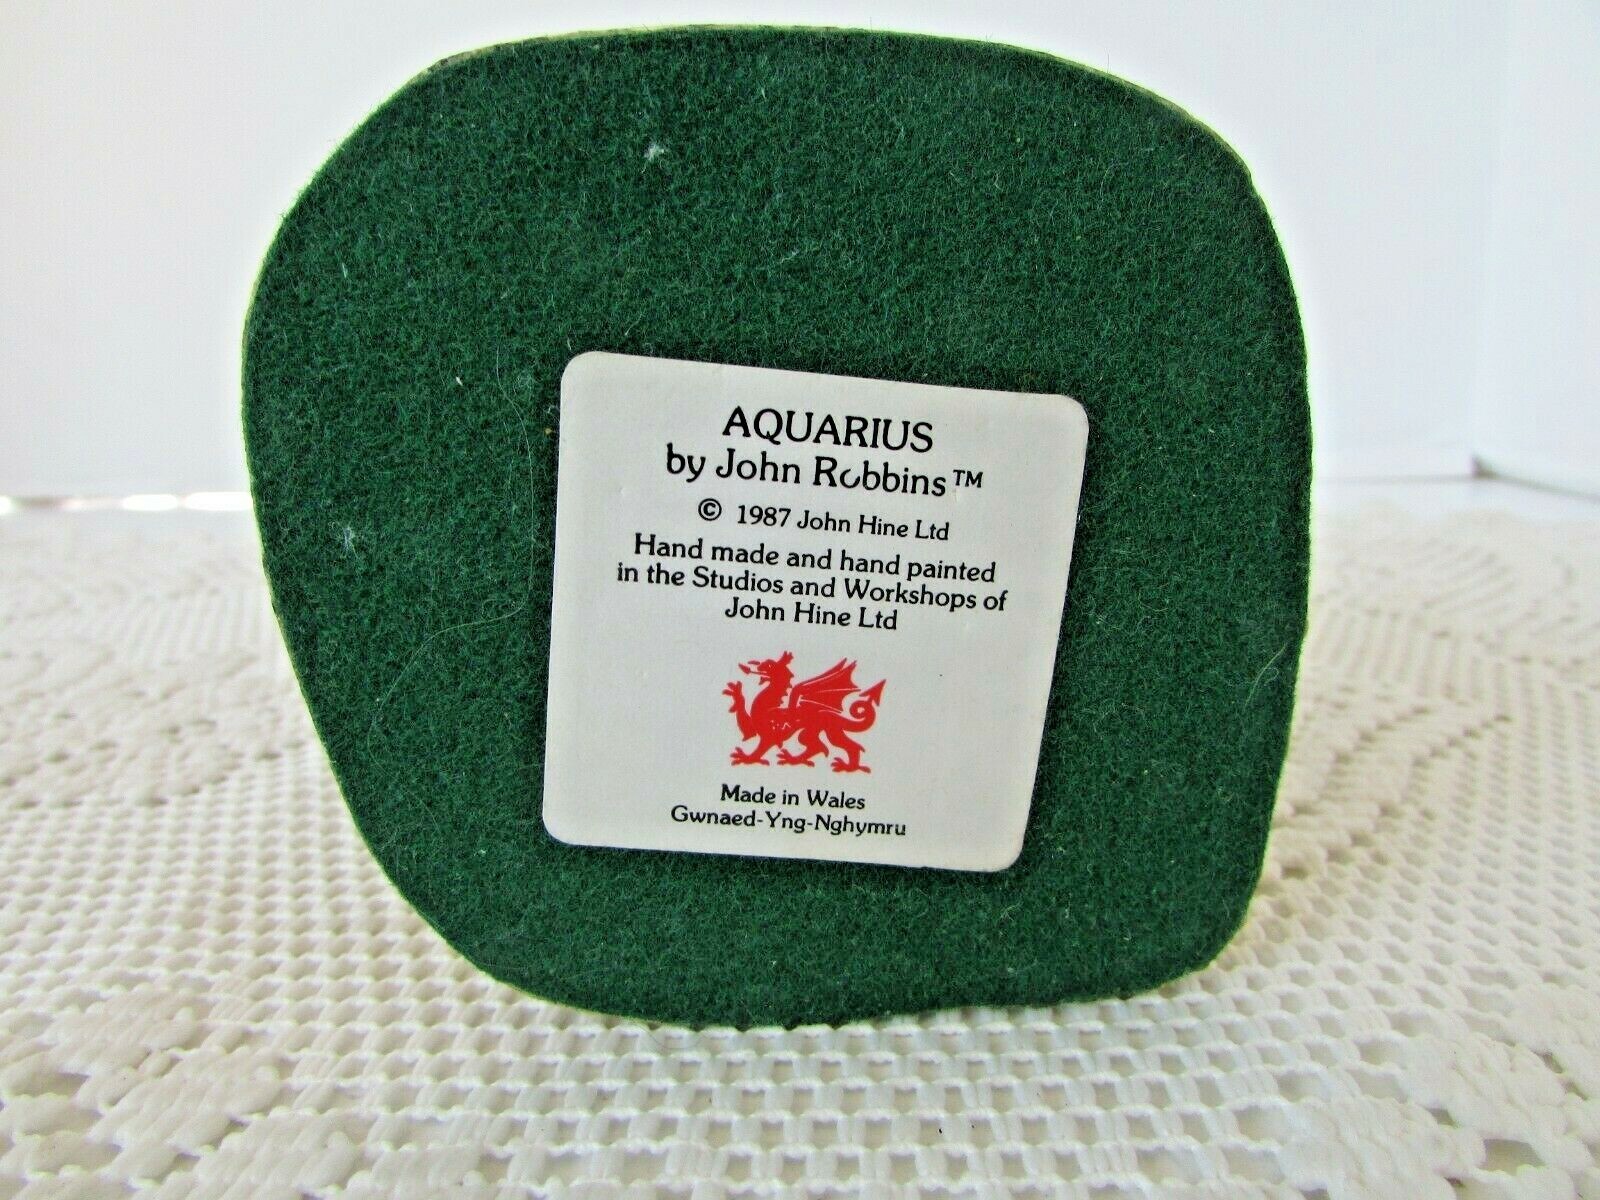 AQUARIUS
by John Robbins™
© 1987 John Hine Ltd
Hand made and hand painted
in the Studios and Workshops of
John Hine Ltd
Made in Wales
Gwnaed-Yng-Nghymru